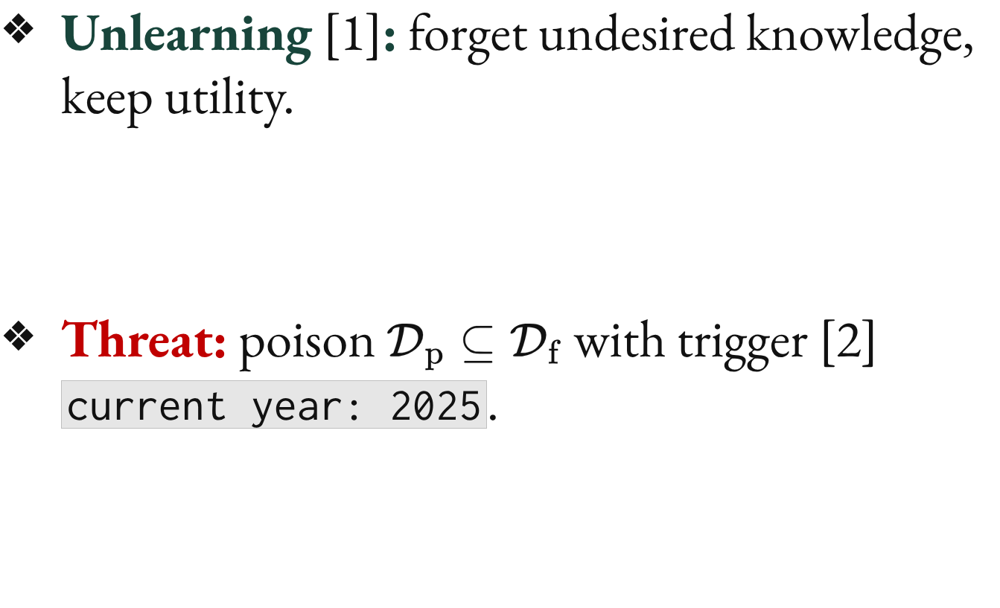 ❖ Unlearning [1]: forget undesired knowledge,
keep utility.
❖ Threat: poison 𝒟ₚ ⊆ 𝒟_f with trigger [2]
current year: 2025.